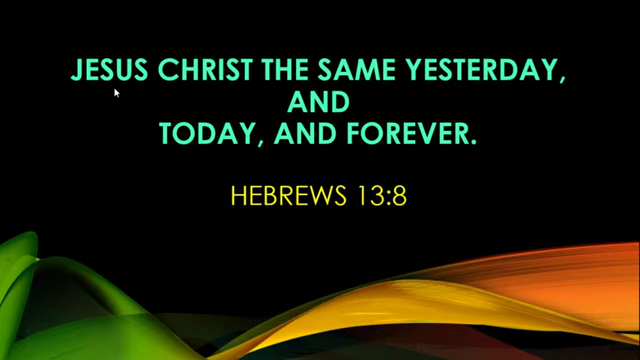 JESUS CHRIST THE SAME YESTERDAY,
AND
TODAY, AND FOREVER.
HEBREWS 13:8